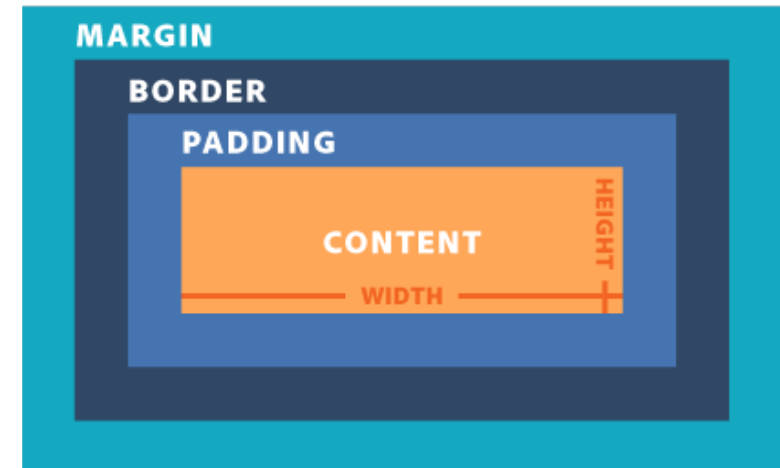 MARGIN
BORDER
PADDING
HEIGHT
CONTENT
WIDTH